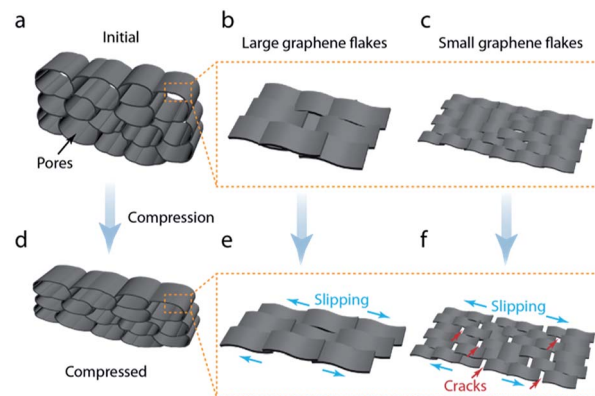 a
Initial
b
Large graphene flakes
c
Small graphene flakes
Pores
Compression
d
Compressed
e
Slipping
f
Slipping
Cracks